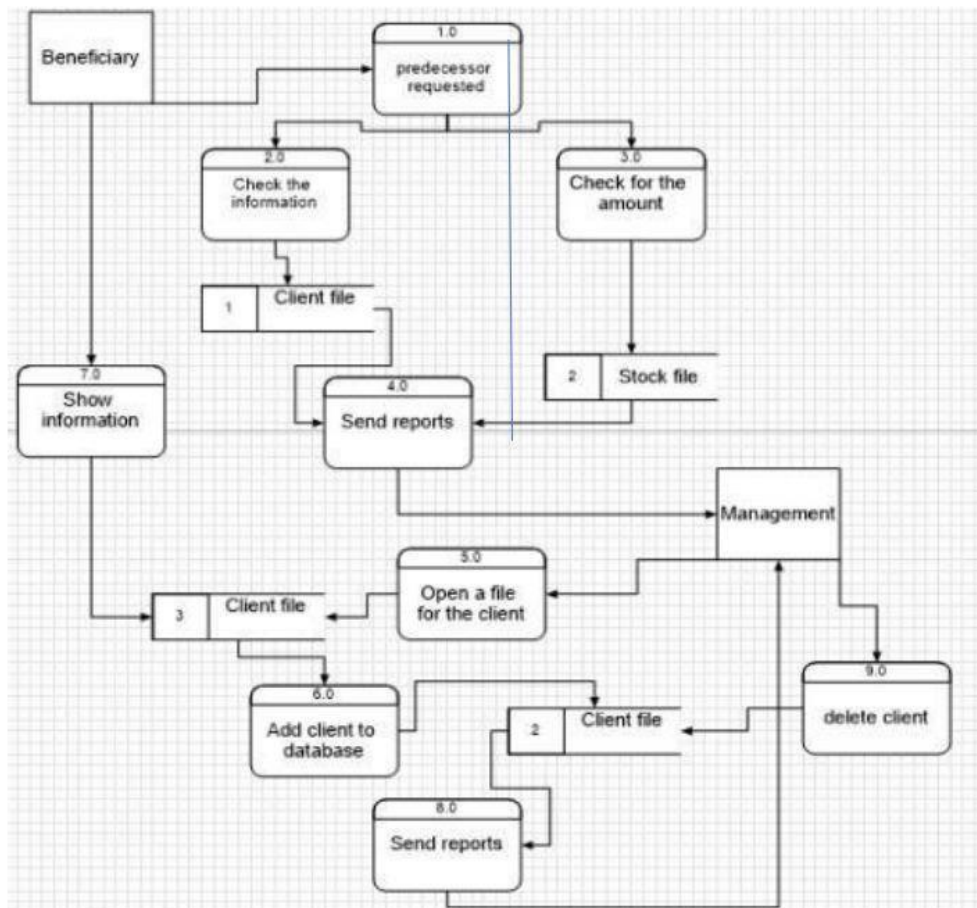 Beneficiary
1.0
predecessor
requested
2.0
Check the
information
3.0
Check for the
amount
1
Client file
2
Stock file
7.0
Show
information
4.0
Send reports
Management
5.0
Open a file
for the client
3
Client file
6.0
Add client to
database
2
Client file
9.0
delete client
8.0
Send reports